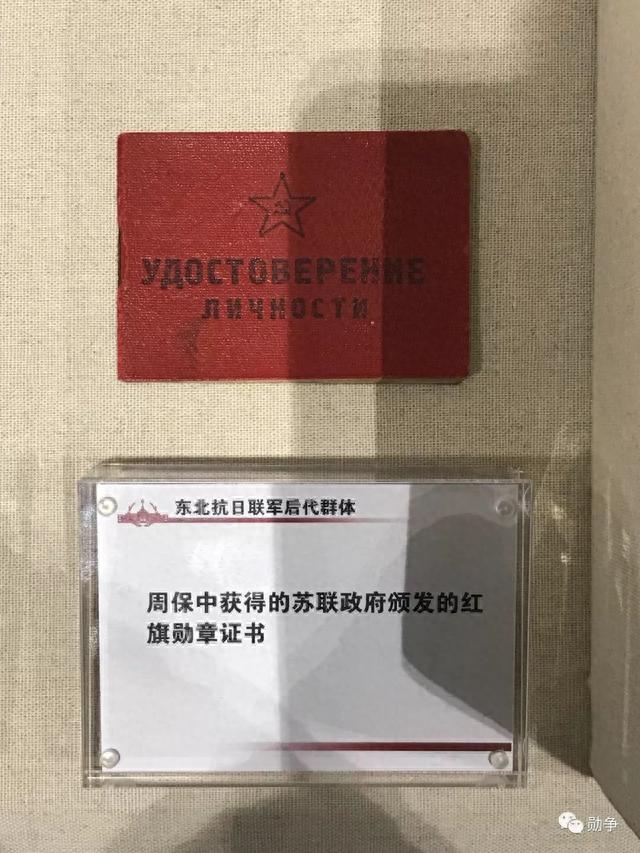 УДОСТОВЕРЕНИЕ
ЛИЧНОСТИ
东北抗日联军后代群体
周保中获得的苏联政府颁发的红
旗勋章证书
勋争